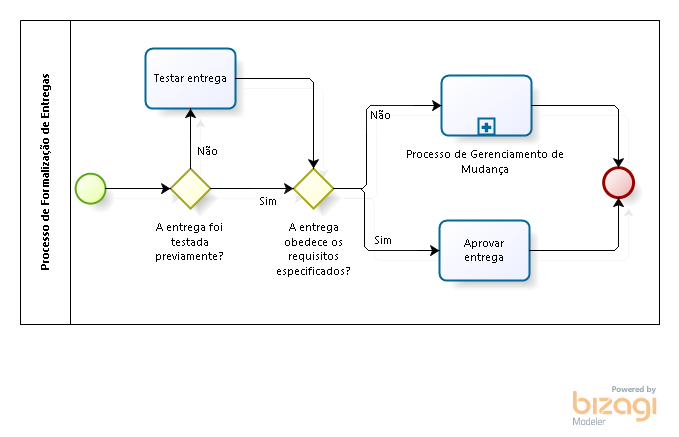 Processo de Formalização de Entregas
Testar entrega
Não
Sim
A entrega foi
testada
previamente?
A entrega
obedece os
requisitos
especificados?
Não
Processo de Gerenciamento de
Mudança
Sim
Aprovar
entrega
Powered by
bizagi
Modeler